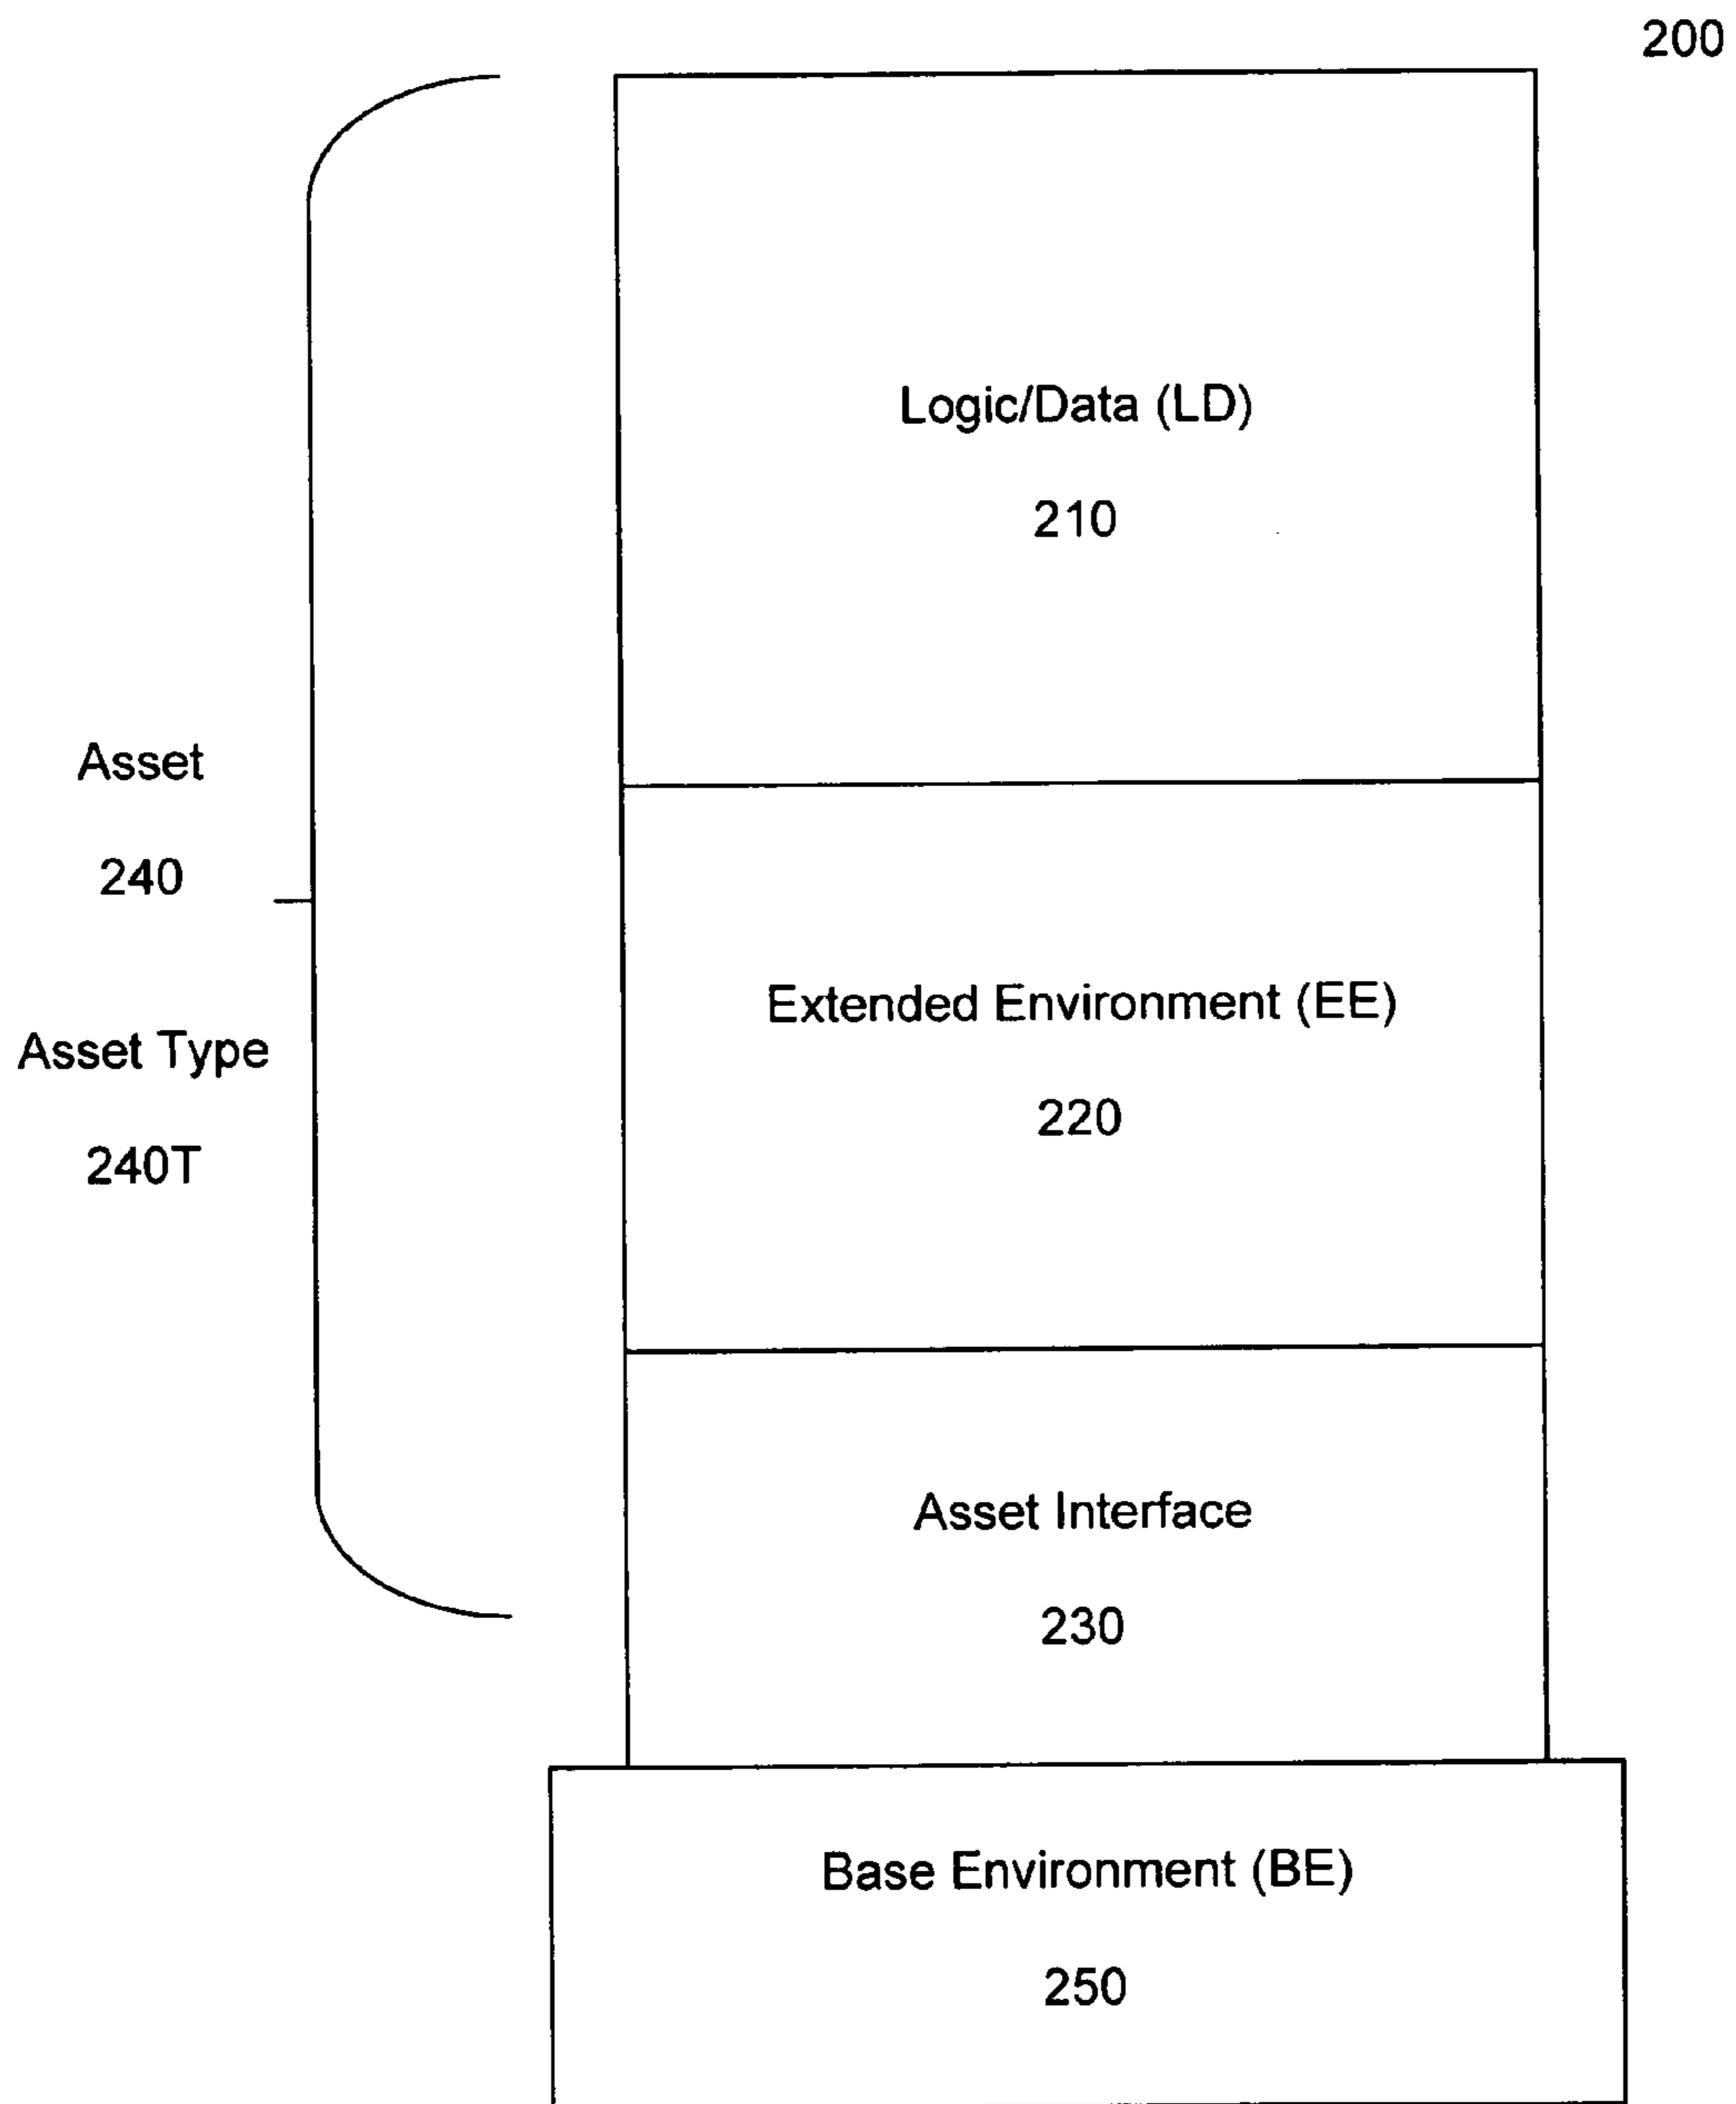 200
Logic/Data (LD)
210
Asset
240
Extended Environment (EE)
220
Asset Type
240T
Asset Interface
230
Base Environment (BE)
250